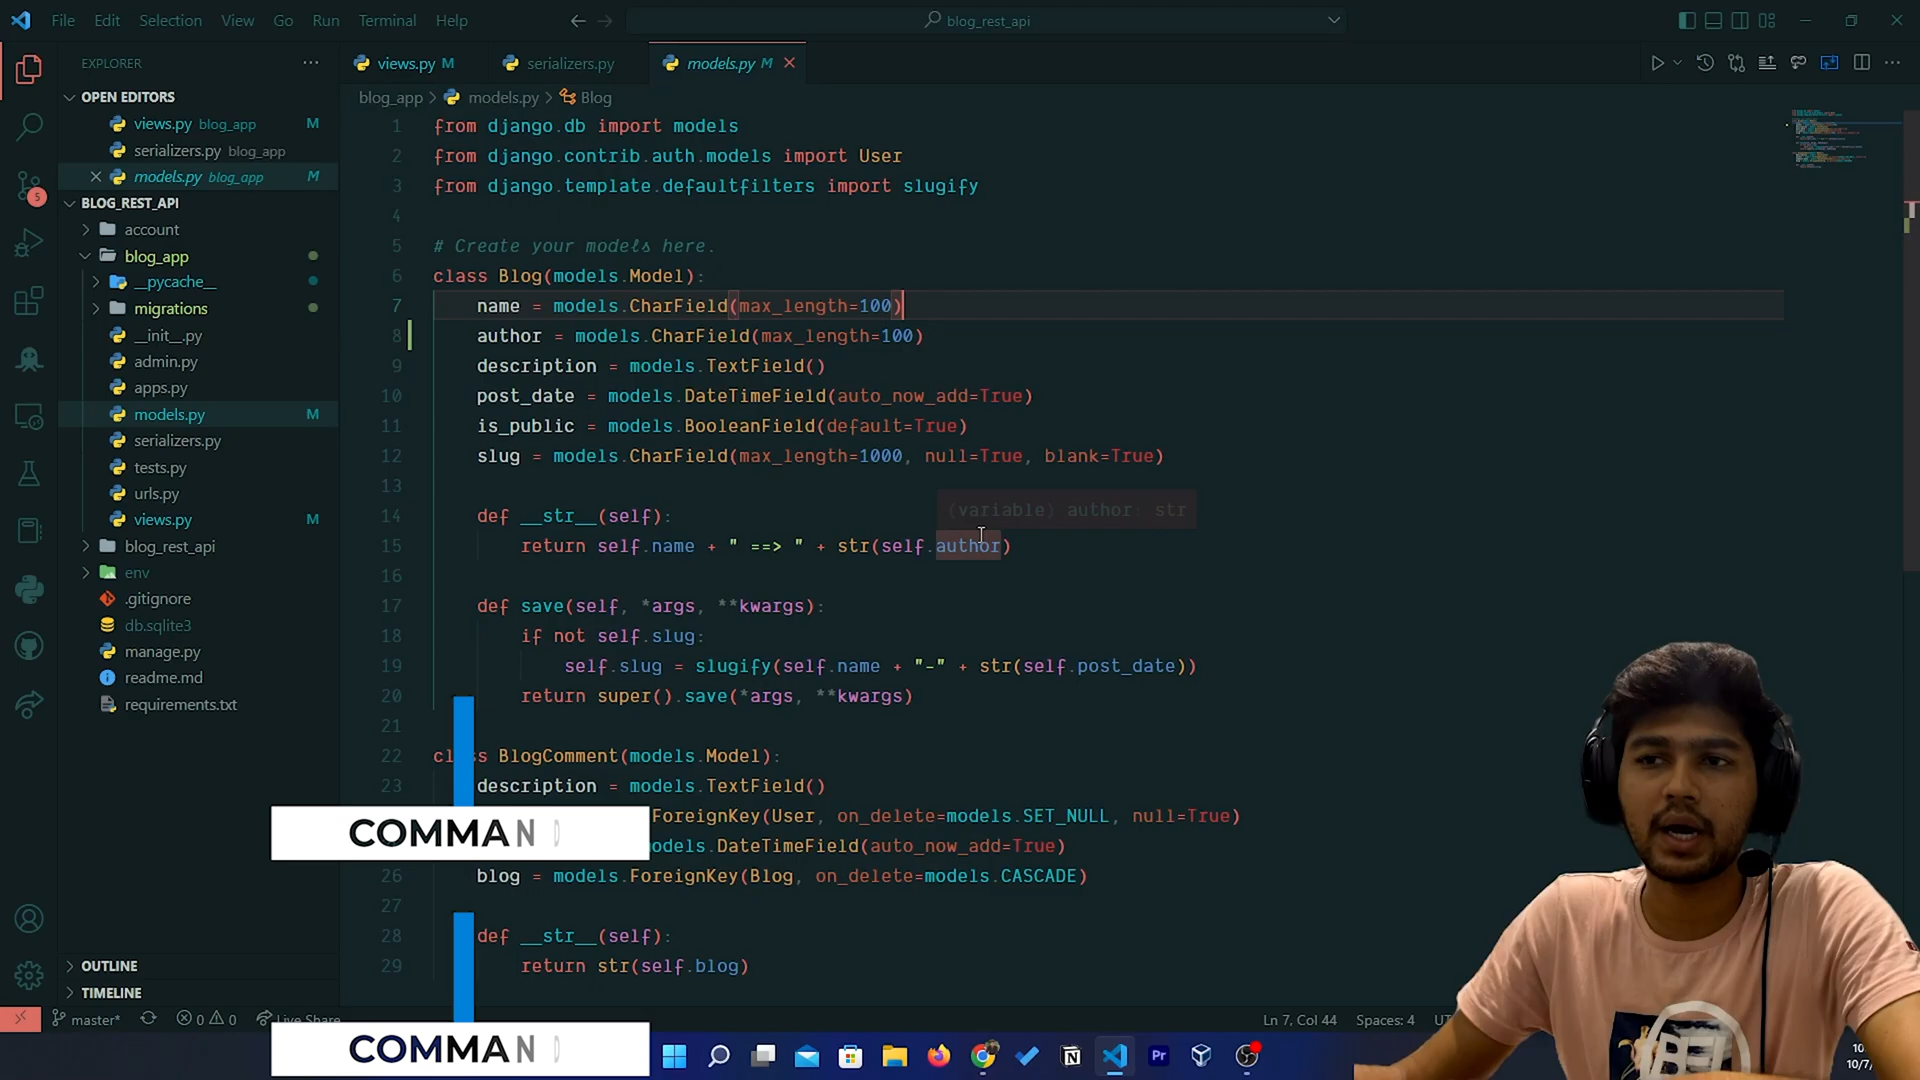 File Edit Selection View Go Run Terminal Help
blog_rest_api
EXPLORER
views.py M
serializers.py
models.py M
OPEN EDITORS
views.py blog_app M
serializers.py blog_app
models.py blog_app M
BLOG_REST_API
account
blog_app
__pycache__
migrations
__init__.py
admin.py
apps.py
models.py M
serializers.py
tests.py
urls.py
views.py M
blog_rest_api
env
.gitignore
db.sqlite3
manage.py
readme.md
requirements.txt
OUTLINE
TIMELINE
5
blog_app > models.py > Blog
1 from django.db import models
2 from django.contrib.auth.models import User
3 from django.template.defaultfilters import slugify
4
5 # Create your models here.
6 class Blog(models.Model):
7 name = models.CharField(max_length=100)
8 author = models.CharField(max_length=100)
9 description = models.TextField()
10 post_date = models.DateTimeField(auto_now_add=True)
11 is_public = models.BooleanField(default=True)
12 slug = models.CharField(max_length=1000, null=True, blank=True)
13
(variable) author: str
14 def __str__(self):
15 return self.name + " ==> " + str(self.author)
16
17 def save(self, *args, **kwargs):
18 if not self.slug:
19 self.slug = slugify(self.name + "-" + str(self.post_date))
20 return super().save(*args, **kwargs)
21
22 class BlogComment(models.Model):
23 description = models.TextField()
ForeignKey(User, on_delete=models.SET_NULL, null=True)
DateTimeField(auto_now_add=True)
26 blog = models.ForeignKey(Blog, on_delete=models.CASCADE)
27
28 def __str__(self):
29 return str(self.blog)
COMMAN
COMMAN
master* 0 0 Live Share
Ln 7, Col 44 Spaces: 4
Pr
10/7/